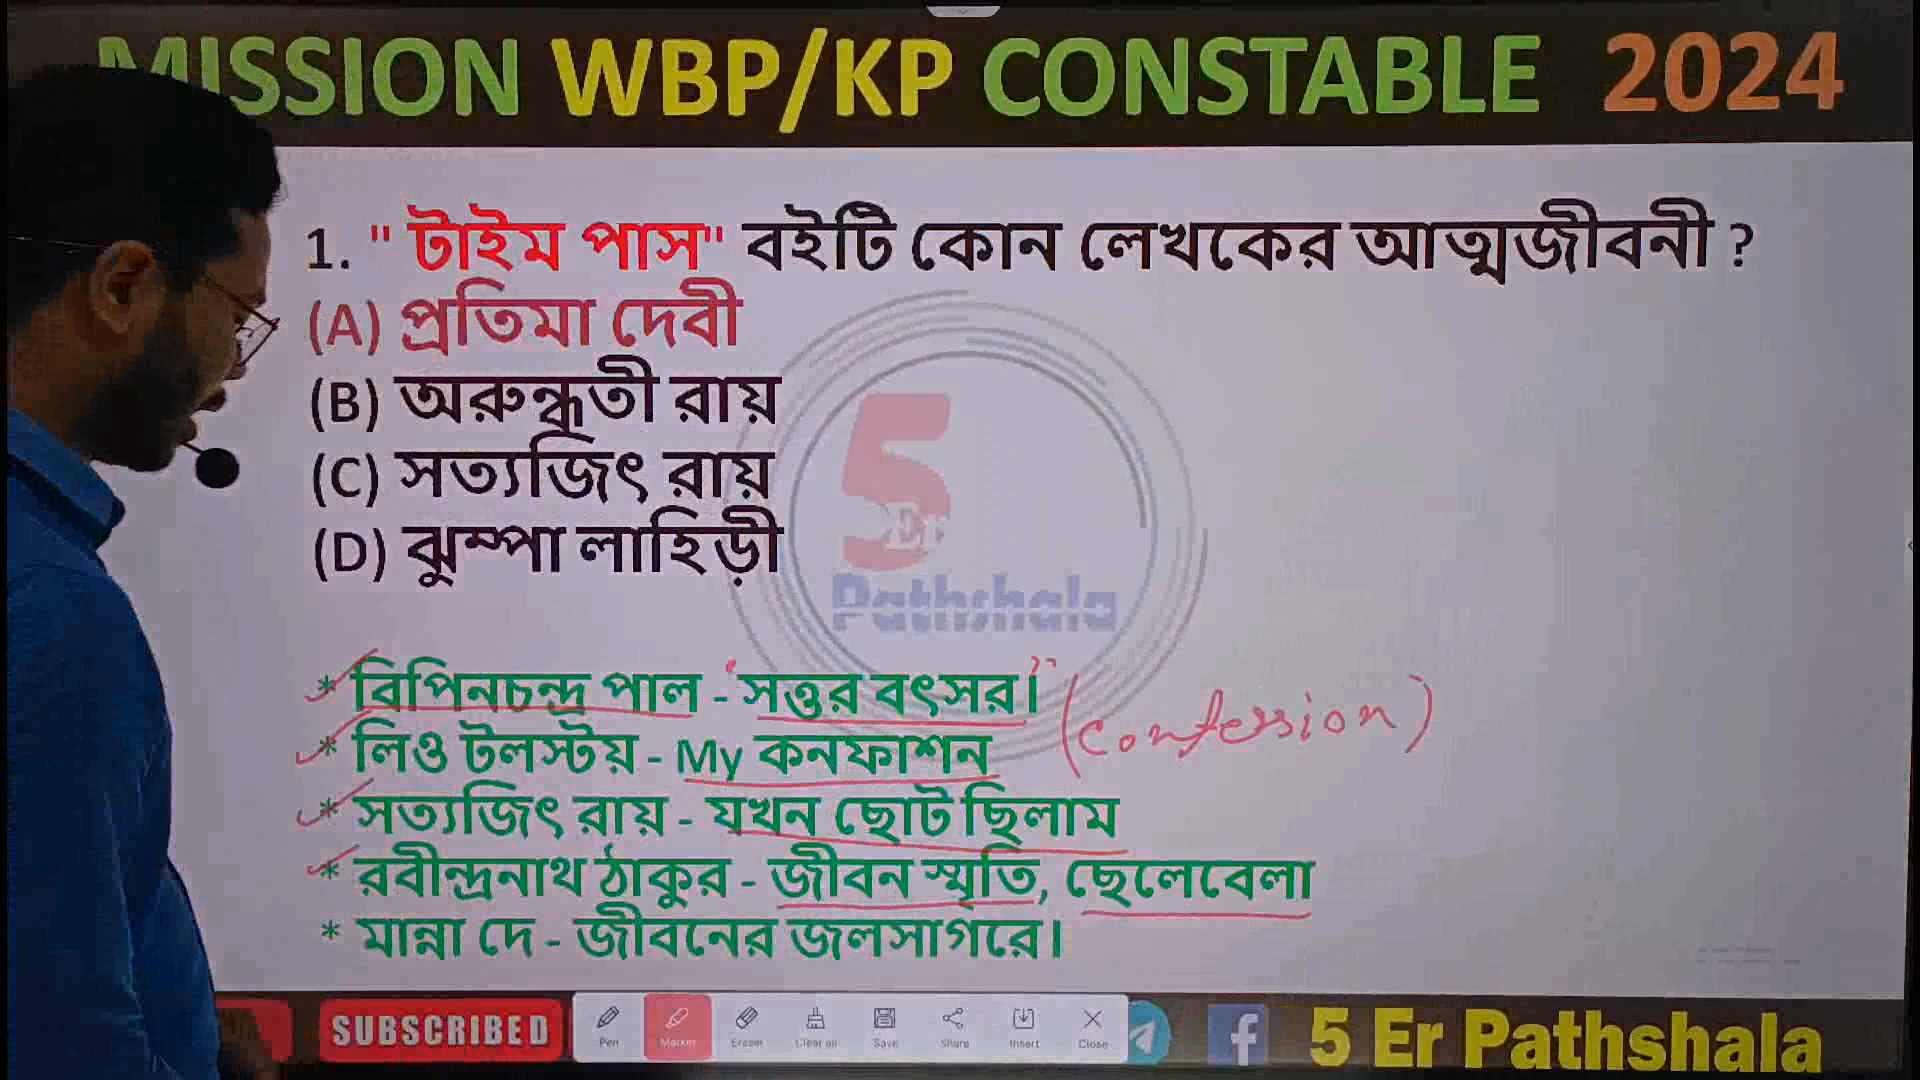 MISSION WBP/KP CONSTABLE 2024
1. " টাইম পাস" বইটি কোন লেখকের আত্মজীবনী ?
(A) প্রতিমা দেবী
(B) অরুন্ধতী রায়
(C) সত্যজিৎ রায়
(D) ঝুম্পা লাহিড়ী
5
Er
Pathshala
* বিপিনচন্দ্র পাল - সত্তর বৎসর।
(confession)
* লিও টলস্টয় - My কনফাশন
* সত্যজিৎ রায় - যখন ছোট ছিলাম
* রবীন্দ্রনাথ ঠাকুর - জীবন স্মৃতি, ছেলেবেলা
* মান্না দে - জীবনের জলসাগরে।
SUBSCRIBED
Pen Marker Eraser Clear all Save Share Insert Close
5 Er Pathshala